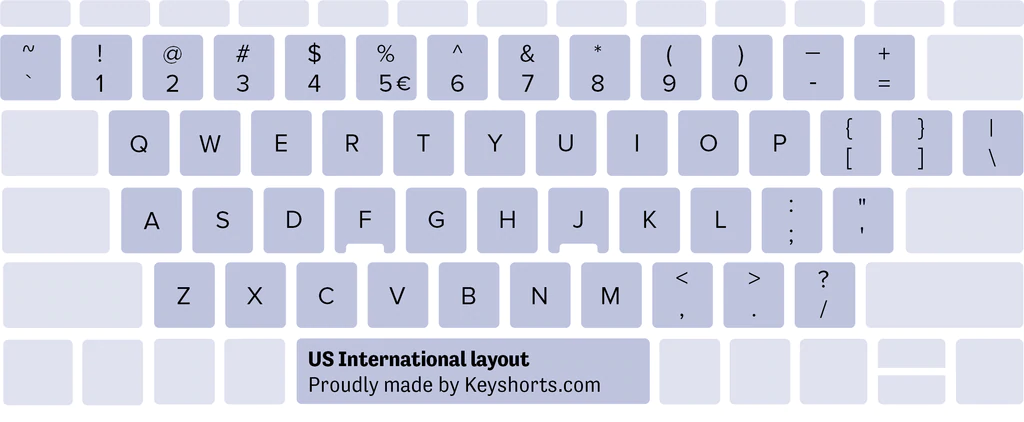 ~ ! @ # $ % ^ & * ( ) — +
` 1 2 3 4 5 € 6 7 8 9 0 - =
Q W E R T Y U I O P { } |
[ ] \
A S D F G H J K L : "
; '
Z X C V B N M < > ?
, . /
US International layout
Proudly made by Keyshorts.com